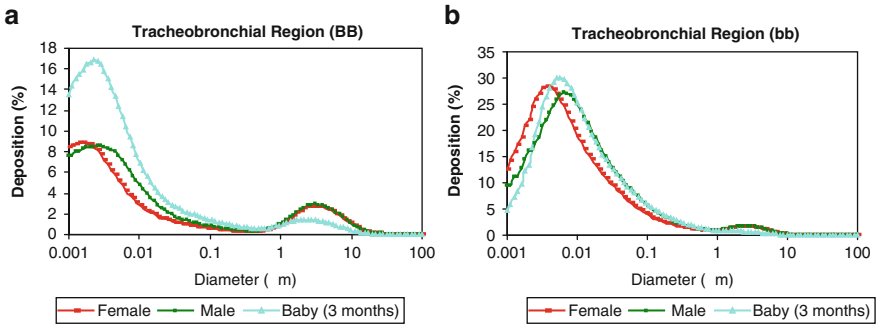 a
Tracheobronchial Region (BB)
18
16
14
12
10
8
6
4
2
0
Deposition (%)
0.001 0.01 0.1 1 10 100
Diameter ( m)
Female Male Baby (3 months)
b
Tracheobronchial Region (bb)
35
30
25
20
15
10
5
0
Deposition (%)
0.001 0.01 0.1 1 10 100
Diameter ( m)
Female Male Baby (3 months)